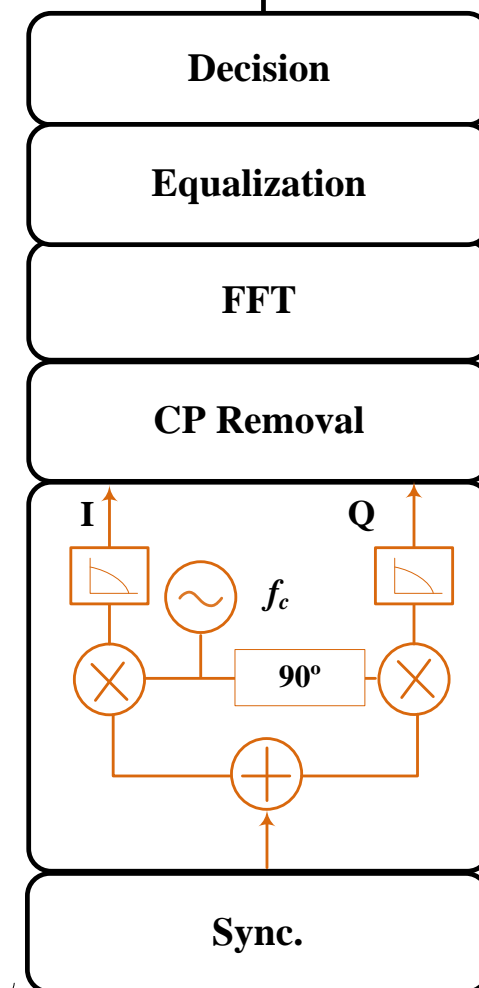 Decision
Equalization
FFT
CP Removal
I
Q
fc
90º
Sync.